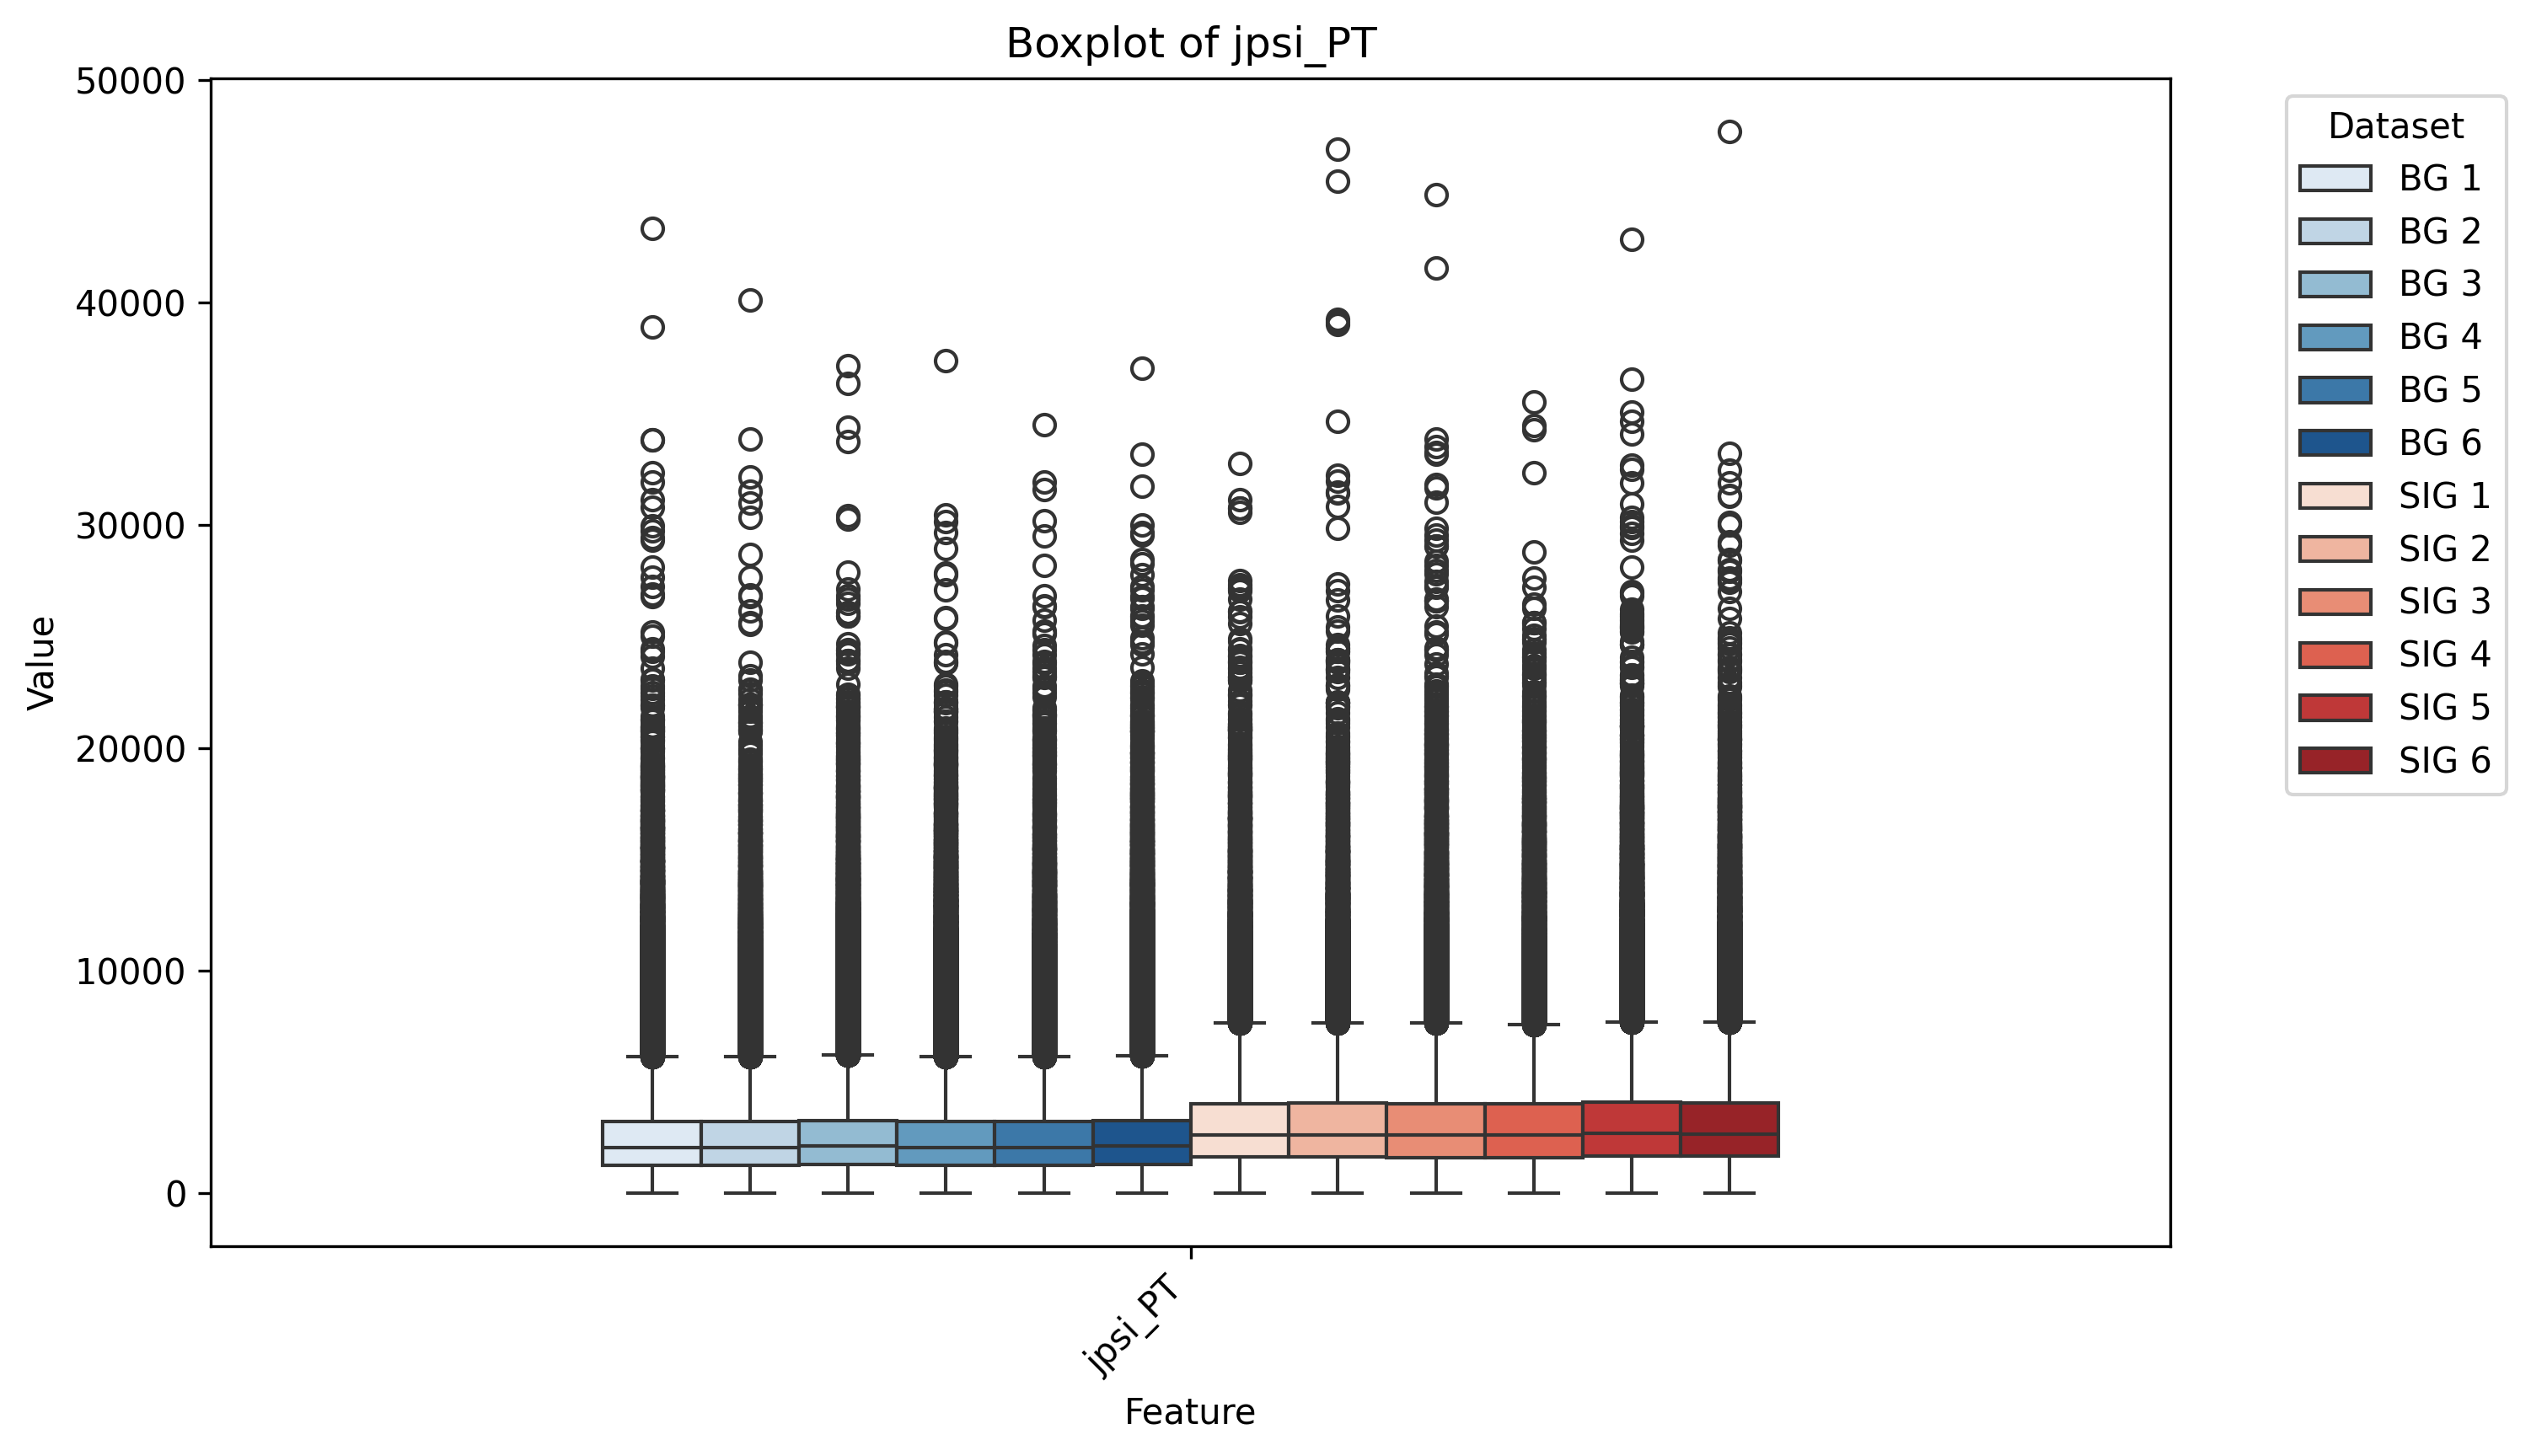 Boxplot of jpsi_PT
50000
40000
30000
20000
10000
0
Value
jpsi_PT
Feature
Dataset
BG 1
BG 2
BG 3
BG 4
BG 5
BG 6
SIG 1
SIG 2
SIG 3
SIG 4
SIG 5
SIG 6